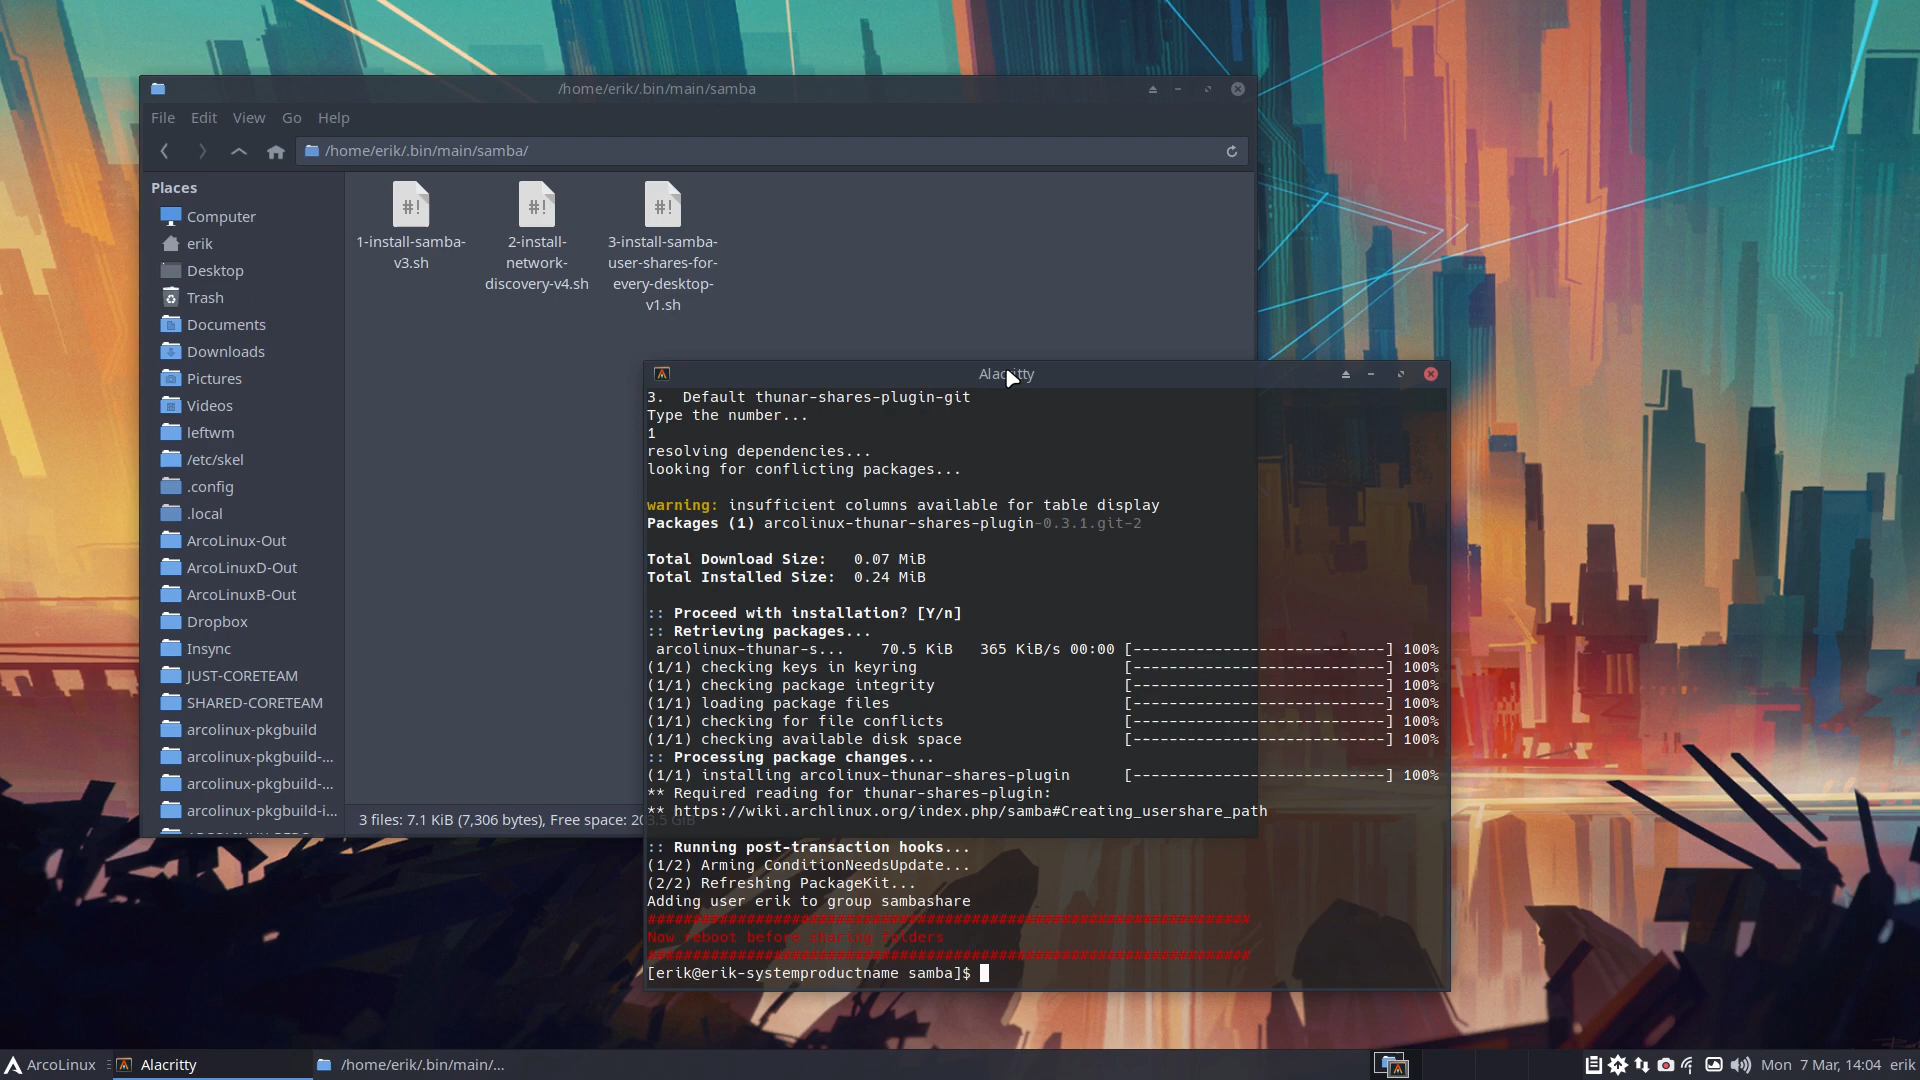 /home/erik/.bin/main/samba
File Edit View Go Help
/home/erik/.bin/main/samba/
Places
Computer
erik
Desktop
Trash
Documents
Downloads
Pictures
Videos
leftwm
/etc/skel
.config
.local
ArcoLinux-Out
ArcoLinuxD-Out
ArcoLinuxB-Out
Dropbox
Insync
JUST-CORETEAM
SHARED-CORETEAM
arcolinux-pkgbuild
arcolinux-pkgbuild-...
arcolinux-pkgbuild-...
arcolinux-pkgbuild-i...
#!
1-install-samba-
v3.sh
#!
2-install-
network-
discovery-v4.sh
#!
3-install-samba-
user-shares-for-
every-desktop-
v1.sh
3 files: 7.1 KiB (7,306 bytes), Free space: 203.5 GiB
Alacritty
3.  Default thunar-shares-plugin-git
Type the number...
1
resolving dependencies...
looking for conflicting packages...
warning: insufficient columns available for table display
Packages (1) arcolinux-thunar-shares-plugin-0.3.1.git-2
Total Download Size:   0.07 MiB
Total Installed Size:  0.24 MiB
:: Proceed with installation? [Y/n]
:: Retrieving packages...
arcolinux-thunar-s...    70.5 KiB   365 KiB/s 00:00 [----------------------------] 100%
(1/1) checking keys in keyring                       [----------------------------] 100%
(1/1) checking package integrity                     [----------------------------] 100%
(1/1) loading package files                          [----------------------------] 100%
(1/1) checking for file conflicts                    [----------------------------] 100%
(1/1) checking available disk space                  [----------------------------] 100%
:: Processing package changes...
(1/1) installing arcolinux-thunar-shares-plugin      [----------------------------] 100%
** Required reading for thunar-shares-plugin:
** https://wiki.archlinux.org/index.php/samba#Creating_usershare_path
:: Running post-transaction hooks...
(1/2) Arming ConditionNeedsUpdate...
(2/2) Refreshing PackageKit...
Adding user erik to group sambashare
###################################################################
Now reboot before sharing folders
###################################################################
[erik@erik-systemproductname samba]$
ArcoLinux
Alacritty
/home/erik/.bin/main/...
Mon 7 Mar, 14:04 erik